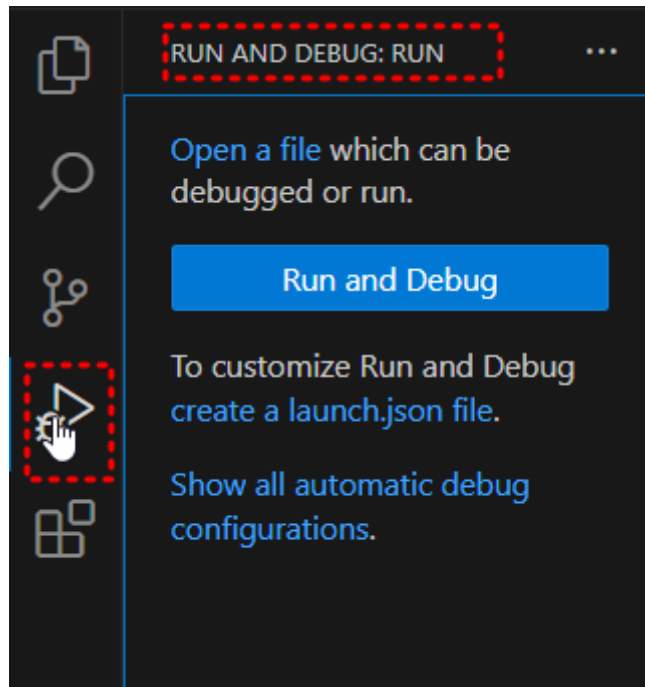 RUN AND DEBUG: RUN
Open a file which can be
debugged or run.
Run and Debug
To customize Run and Debug
create a launch.json file.
Show all automatic debug
configurations.